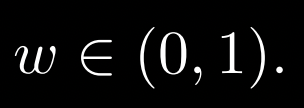 w ∈ (0, 1).